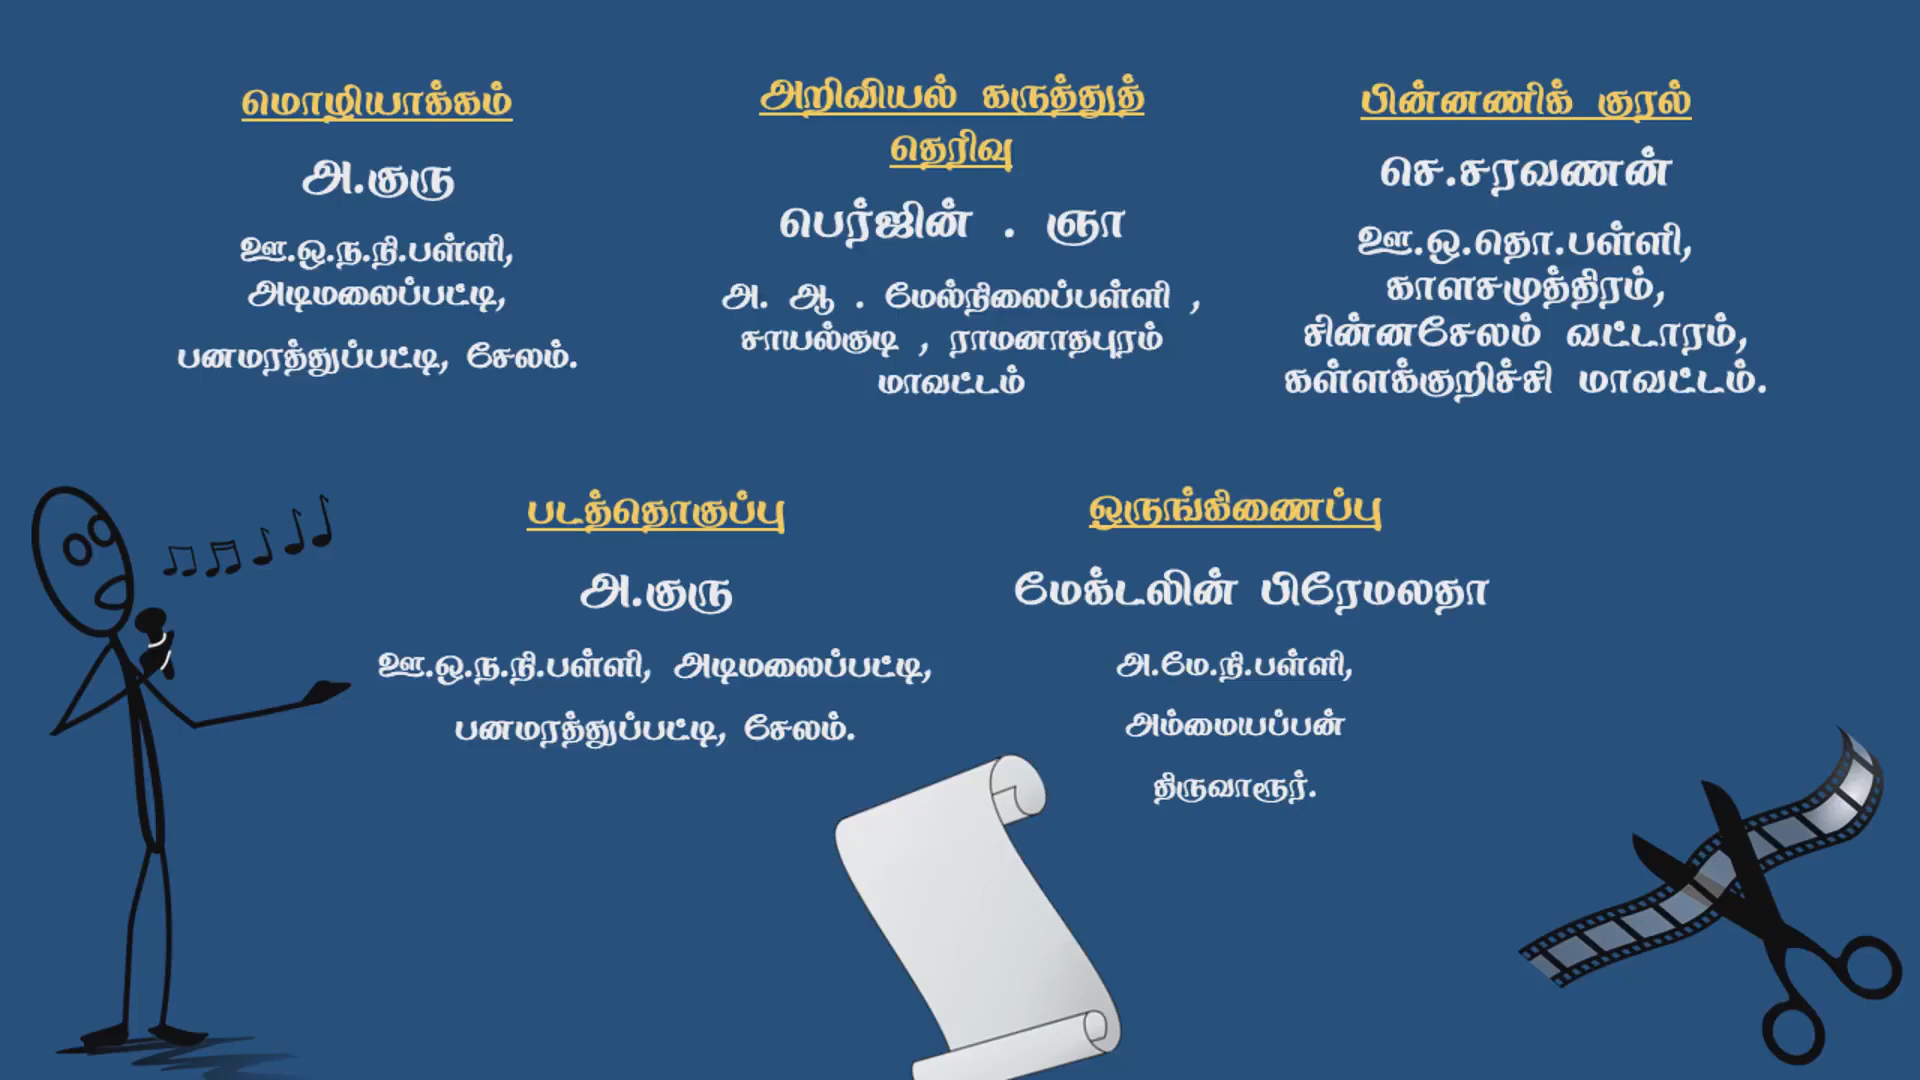 மொழியாக்கம்
அ.குரு
ஊ.ஒ.ந.நி.பள்ளி,
அடிமலைப்பட்டி,
பனமரத்துப்பட்டி, சேலம்.
அறிவியல் கருத்துத்
தெரிவு
பெர்ஜின் . ஞா
அ. ஆ . மேல்நிலைப்பள்ளி ,
சாயல்குடி , ராமனாதபுரம்
மாவட்டம்
பின்னணிக் குரல்
செ.சரவணன்
ஊ.ஒ.தொ.பள்ளி,
காளசமுத்திரம்,
சின்னசேலம் வட்டாரம்,
கள்ளக்குறிச்சி மாவட்டம்.
படத்தொகுப்பு
அ.குரு
ஊ.ஒ.ந.நி.பள்ளி, அடிமலைப்பட்டி,
பனமரத்துப்பட்டி, சேலம்.
ஒருங்கிணைப்பு
மேக்டலின் பிரேமலதா
அ.மே.நி.பள்ளி,
அம்மையப்பன்
திருவாரூர்.